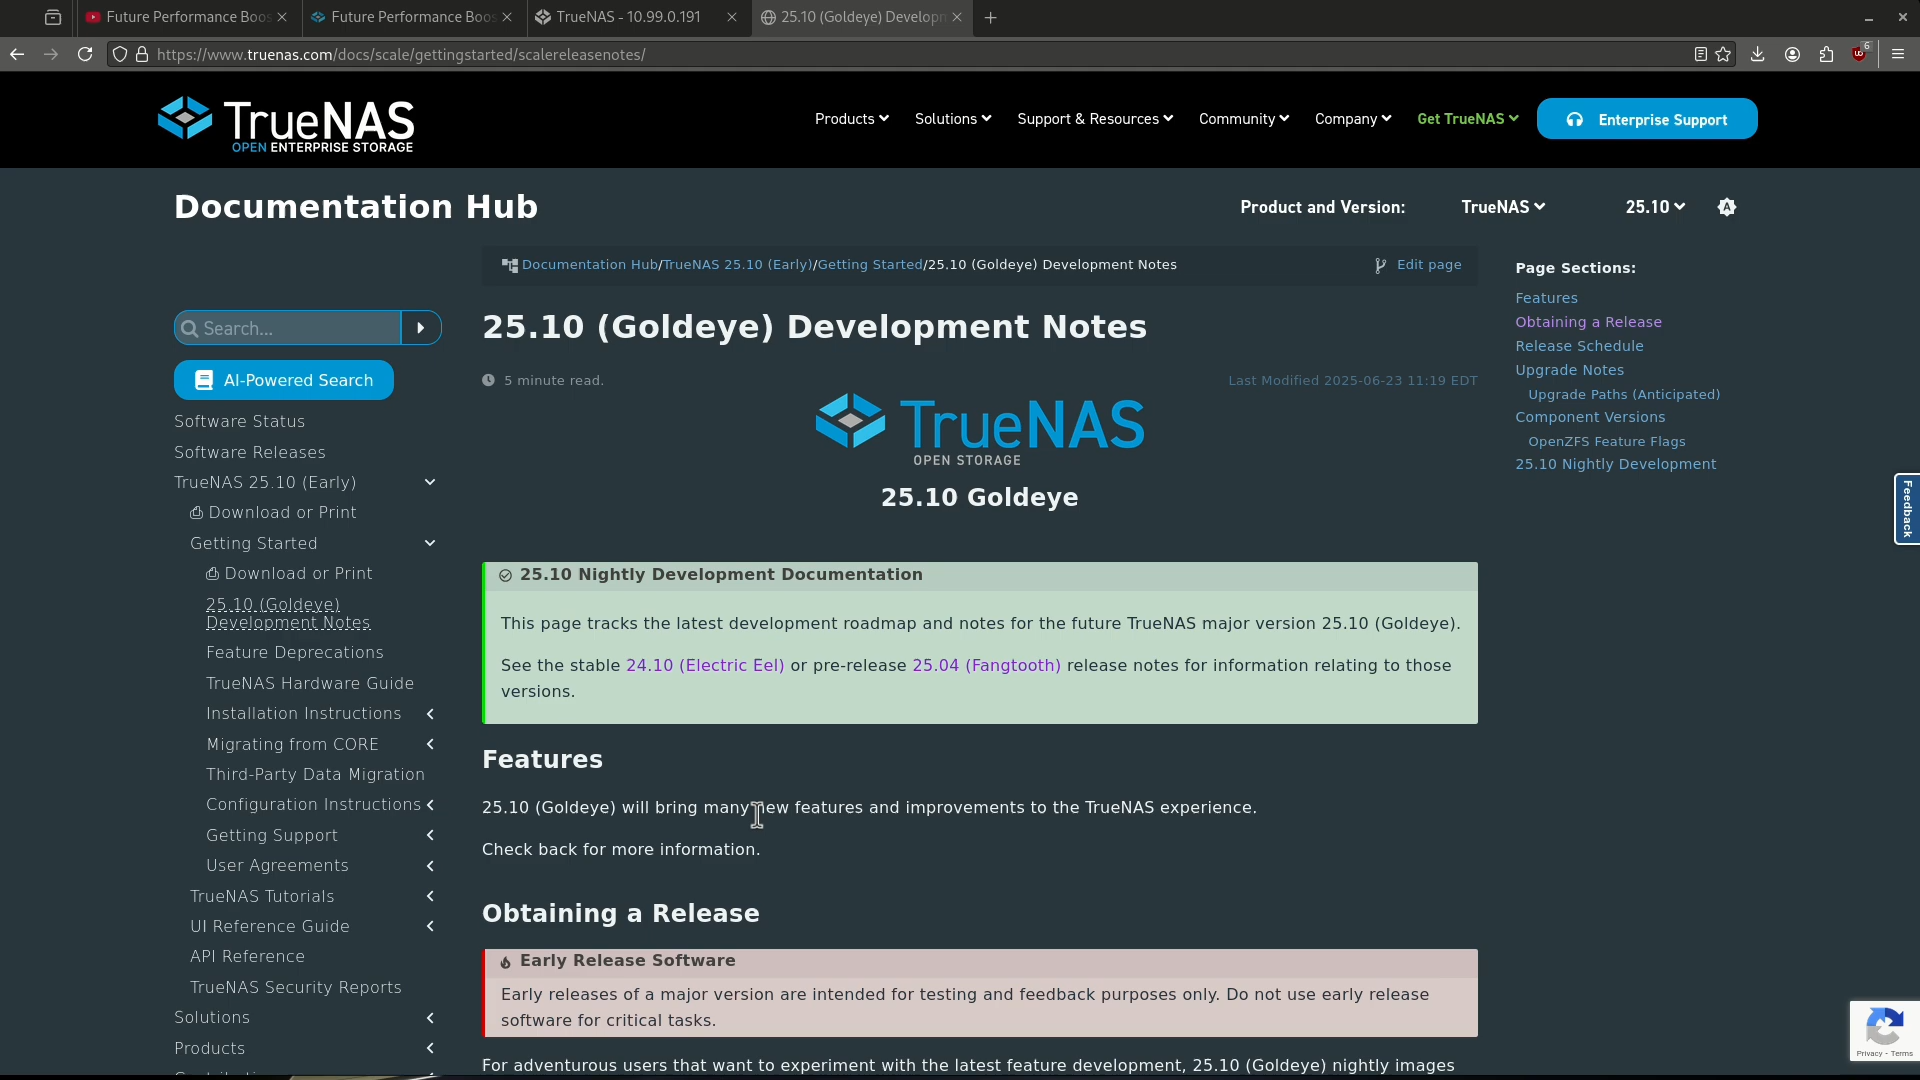 Future Performance Boos
Future Performance Boos
TrueNAS - 10.99.0.191
25.10 (Goldeye) Developm
https://www.truenas.com/docs/scale/gettingstarted/scalereleasenotes/
6
TrueNAS
OPEN ENTERPRISE STORAGE
Products
Solutions
Support & Resources
Community
Company
Get TrueNAS
Enterprise Support
Documentation Hub
Product and Version:
TrueNAS
25.10
Documentation Hub/TrueNAS 25.10 (Early)/Getting Started/25.10 (Goldeye) Development Notes
Edit page
Search...
AI-Powered Search
Software Status
Software Releases
TrueNAS 25.10 (Early)
Download or Print
Getting Started
Download or Print
25.10 (Goldeye)
Development Notes
Feature Deprecations
TrueNAS Hardware Guide
Installation Instructions
Migrating from CORE
Third-Party Data Migration
Configuration Instructions
Getting Support
User Agreements
TrueNAS Tutorials
UI Reference Guide
API Reference
TrueNAS Security Reports
Solutions
Products
25.10 (Goldeye) Development Notes
5 minute read.
Last Modified 2025-06-23 11:19 EDT
TrueNAS
OPEN STORAGE
25.10 Goldeye
25.10 Nightly Development Documentation
This page tracks the latest development roadmap and notes for the future TrueNAS major version 25.10 (Goldeye).
See the stable 24.10 (Electric Eel) or pre-release 25.04 (Fangtooth) release notes for information relating to those
versions.
Features
25.10 (Goldeye) will bring many new features and improvements to the TrueNAS experience.
Check back for more information.
Obtaining a Release
Early Release Software
Early releases of a major version are intended for testing and feedback purposes only. Do not use early release
software for critical tasks.
For adventurous users that want to experiment with the latest feature development, 25.10 (Goldeye) nightly images
Page Sections:
Features
Obtaining a Release
Release Schedule
Upgrade Notes
Upgrade Paths (Anticipated)
Component Versions
OpenZFS Feature Flags
25.10 Nightly Development
Feedback
Privacy - Terms